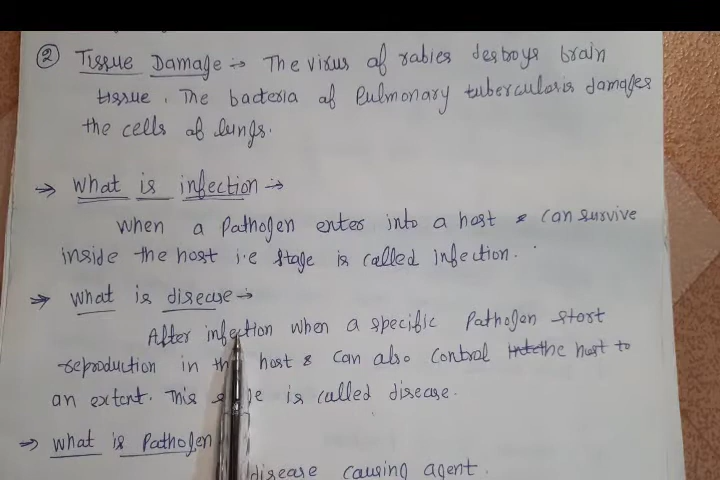 ② Tissue Damage :→ The virus of rabies destroys brain
tissue. The bacteria of Pulmonary tuberculosis damages
the cells of lungs.
→ What is infection :→
When a Pathogen enter into a host & can survive
inside the host i.e stage is called infection.
→ What is disease :→
After infection when a specific Pathogen start
reproduction in the host & can also control the host to
an extent. This is called disease.
→ What is Pathogen
disease causing agent.